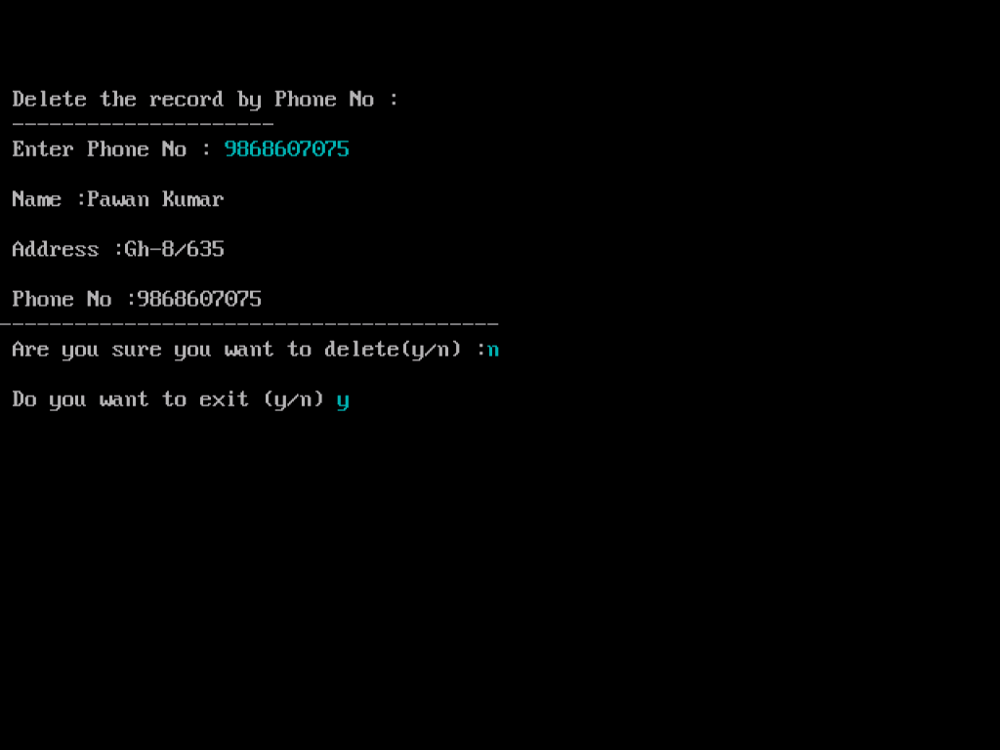 Delete the record by Phone No :
----------------------
Enter Phone No : 9868607075
Name :Pawan Kumar
Address :Gh-8/635
Phone No :9868607075
----------------------------------------
Are you sure you want to delete(y/n) :n
Do you want to exit (y/n) y